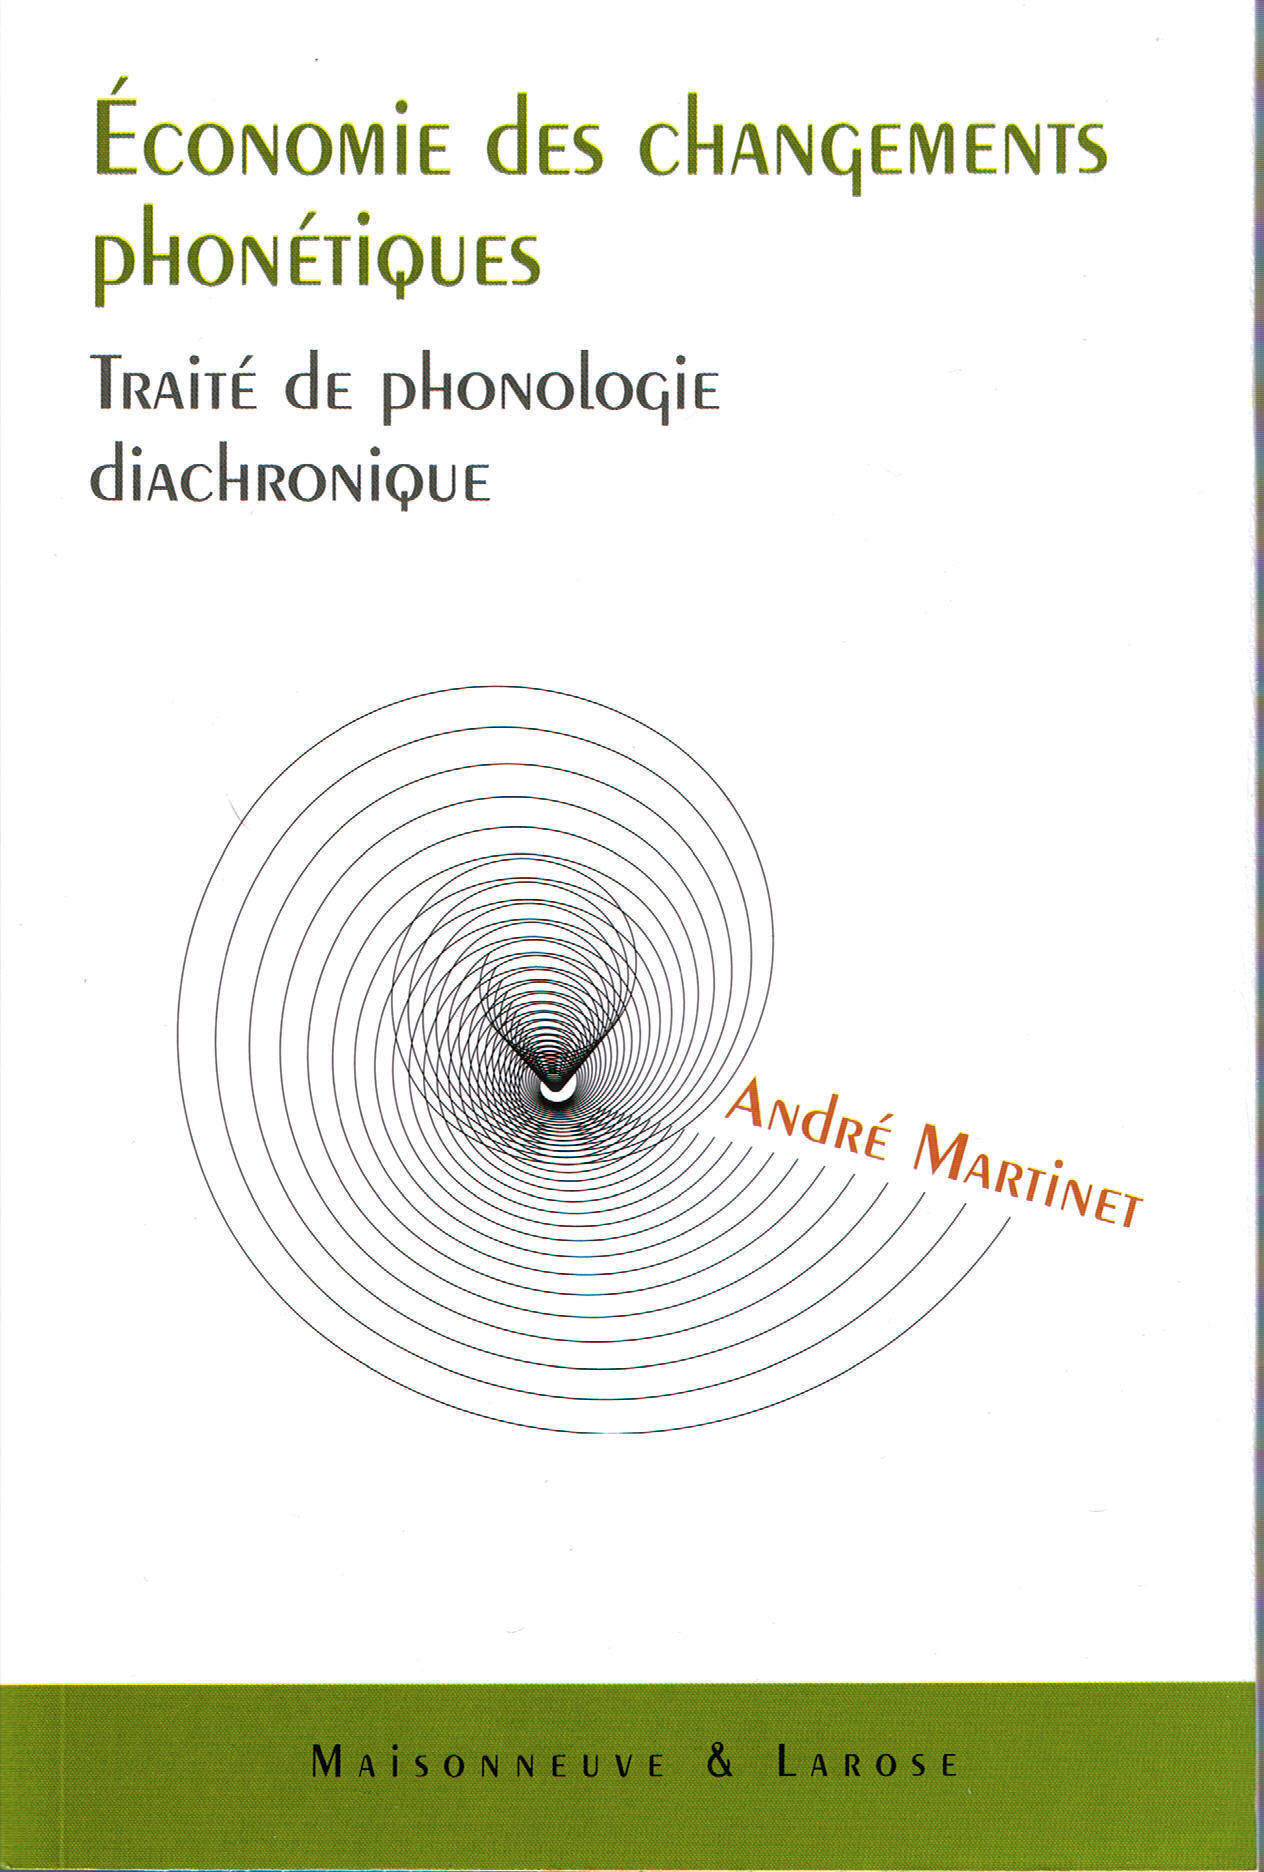 Économie des changements
phonétiques
Traité de phonologie
diachronique
André Martinet
Maisonneuve & Larose